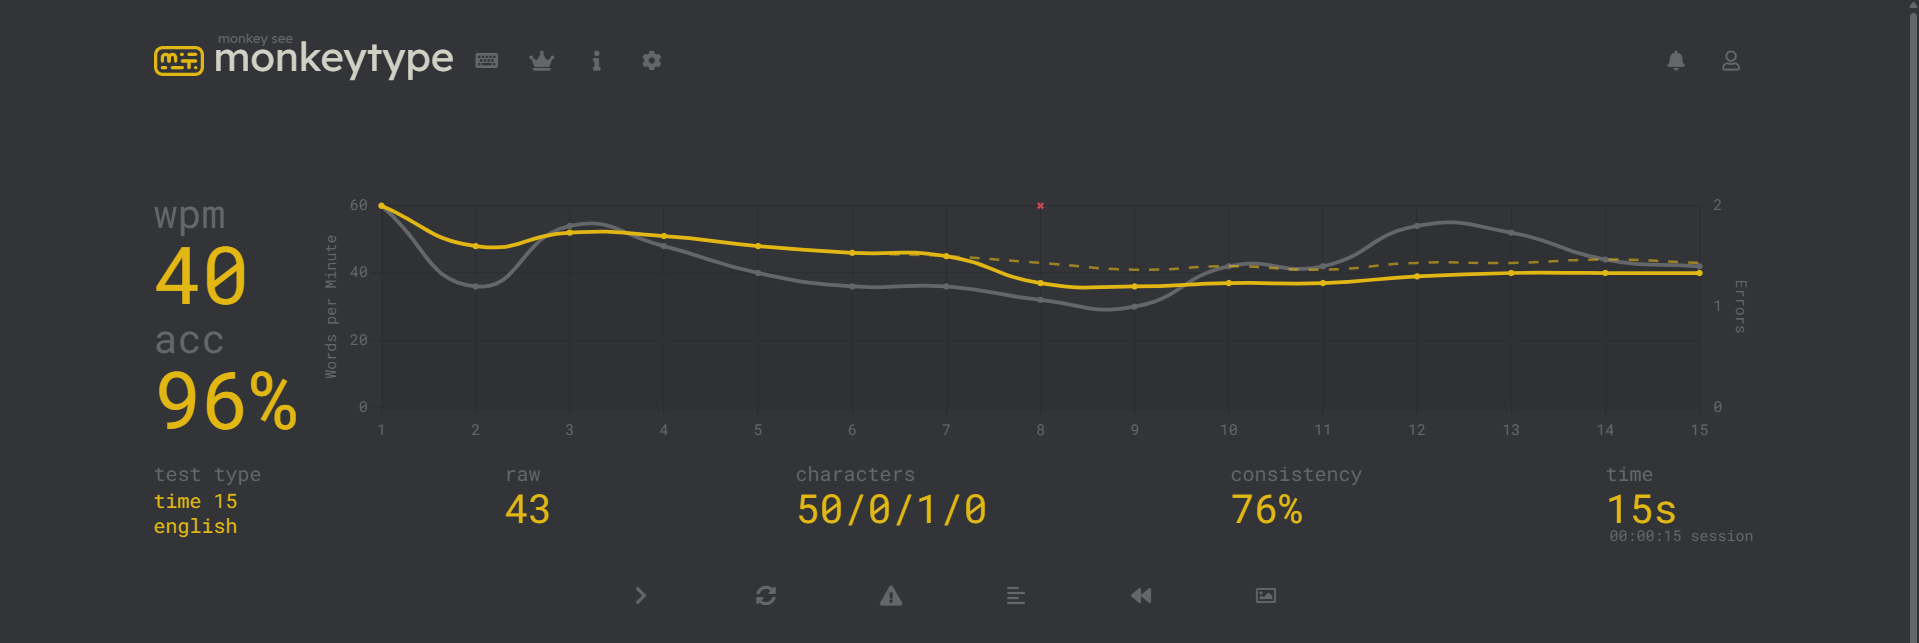 monkey see
monkeytype
wpm
40
acc
96%
Words per Minute
60
40
20
0
1 2 3 4 5 6 7 8 9 10 11 12 13 14 15
2
1
0
Errors
test type
time 15
english
raw
43
characters
50/0/1/0
consistency
76%
time
15s
00:00:15 session